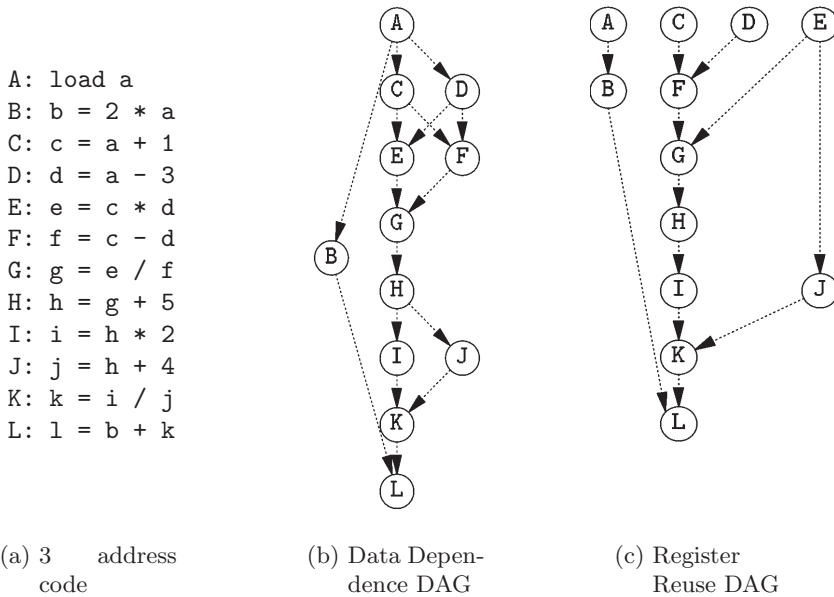 A: load a
B: b = 2 * a
C: c = a + 1
D: d = a - 3
E: e = c * d
F: f = c - d
G: g = e / f
H: h = g + 5
I: i = h * 2
J: j = h + 4
K: k = i / j
L: l = b + k
(a) 3 address
code
A
C D
E F
G
B
H
I J
K
L
(b) Data Depen-
dence DAG
A C D E
B F
G
H
I J
K
L
(c) Register
Reuse DAG